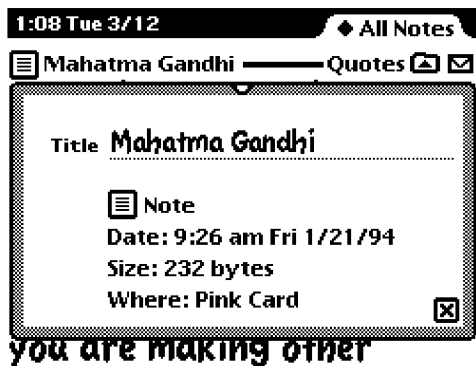 1:08 Tue 3/12 All Notes
Mahatma Gandhi Quotes
Title Mahatma Gandhi
Note
Date: 9:26 am Fri 1/21/94
Size: 232 bytes
Where: Pink Card
you are making other